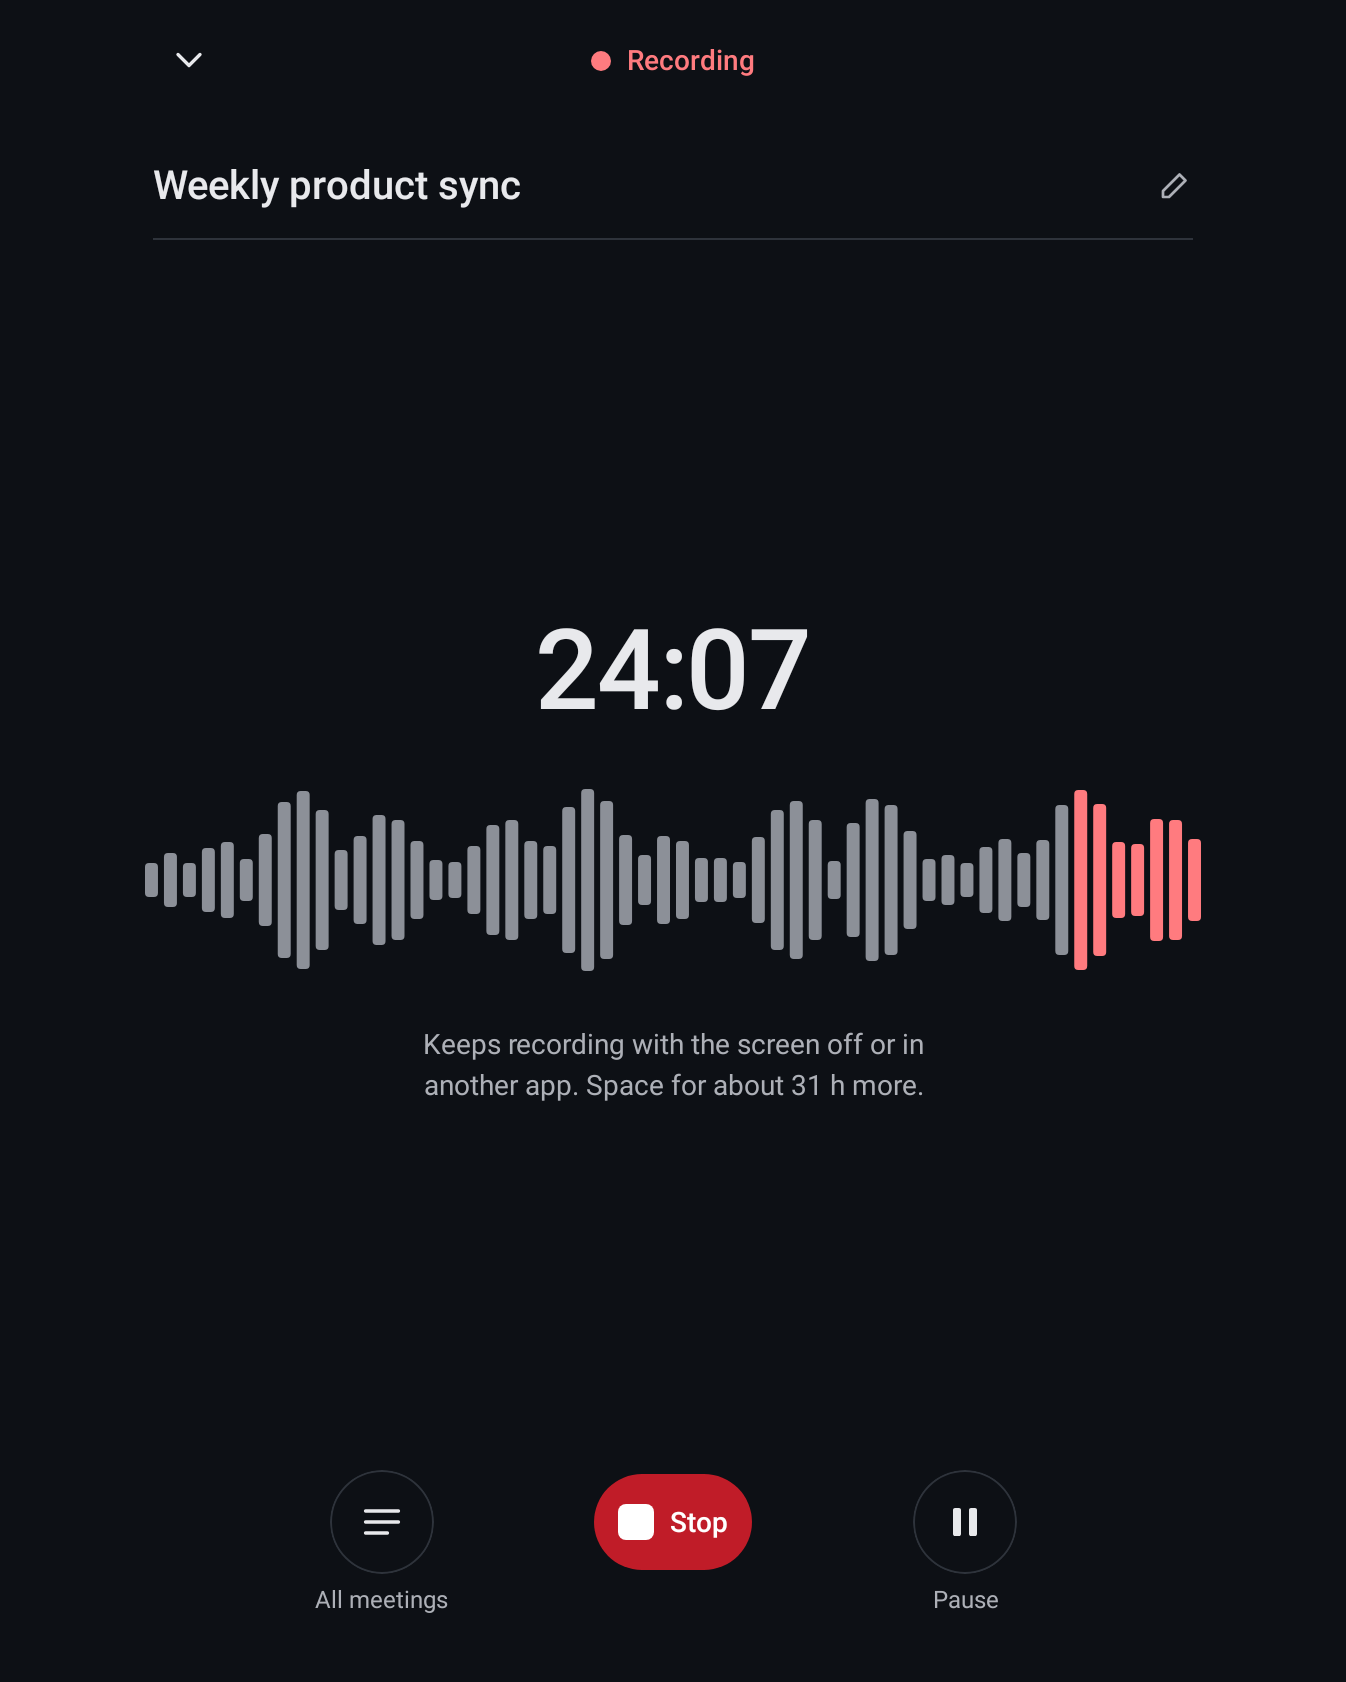 Recording
Weekly product sync
24:07
Keeps recording with the screen off or in
another app. Space for about 31 h more.
Stop
All meetings
Pause